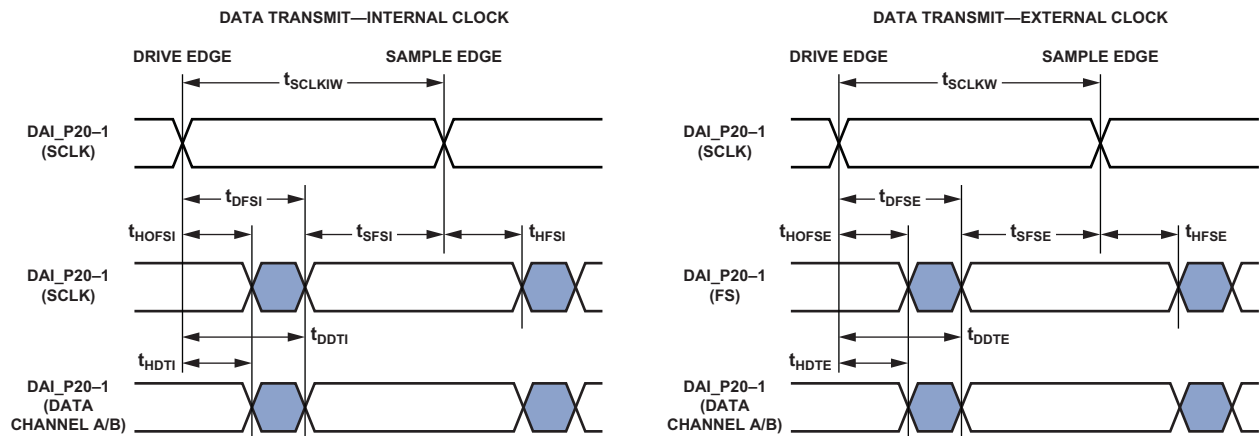 DATA TRANSMIT—INTERNAL CLOCK
DRIVE EDGE
SAMPLE EDGE
tSCLKIW
DAI_P20–1
(SCLK)
tDFSI
tHOFSI
tSFSI
tHFSI
DAI_P20–1
(SCLK)
tDDTI
tHDTI
DAI_P20–1
(DATA
CHANNEL A/B)
DATA TRANSMIT—EXTERNAL CLOCK
DRIVE EDGE
SAMPLE EDGE
tSCLKW
DAI_P20–1
(SCLK)
tDFSE
tHOFSE
tSFSE
tHFSE
DAI_P20–1
(FS)
tDDTE
tHDTE
DAI_P20–1
(DATA
CHANNEL A/B)